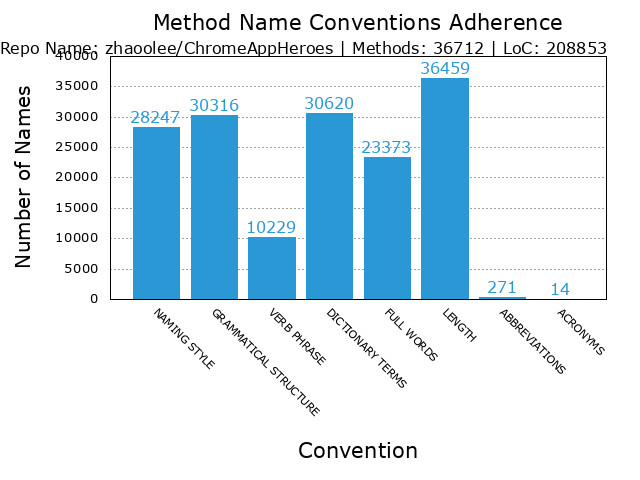 Method Name Conventions Adherence
Repo Name: zhaoolee/ChromeAppHeroes | Methods: 36712 | LoC: 208853
Number of Names
40000
35000
30000
25000
20000
15000
10000
5000
0
28247
30316
10229
30620
23373
36459
271
14
NAMING STYLE
GRAMMATICAL STRUCTURE
VERB PHRASE
DICTIONARY TERMS
FULL WORDS
LENGTH
ABBREVIATIONS
ACRONYMS
Convention